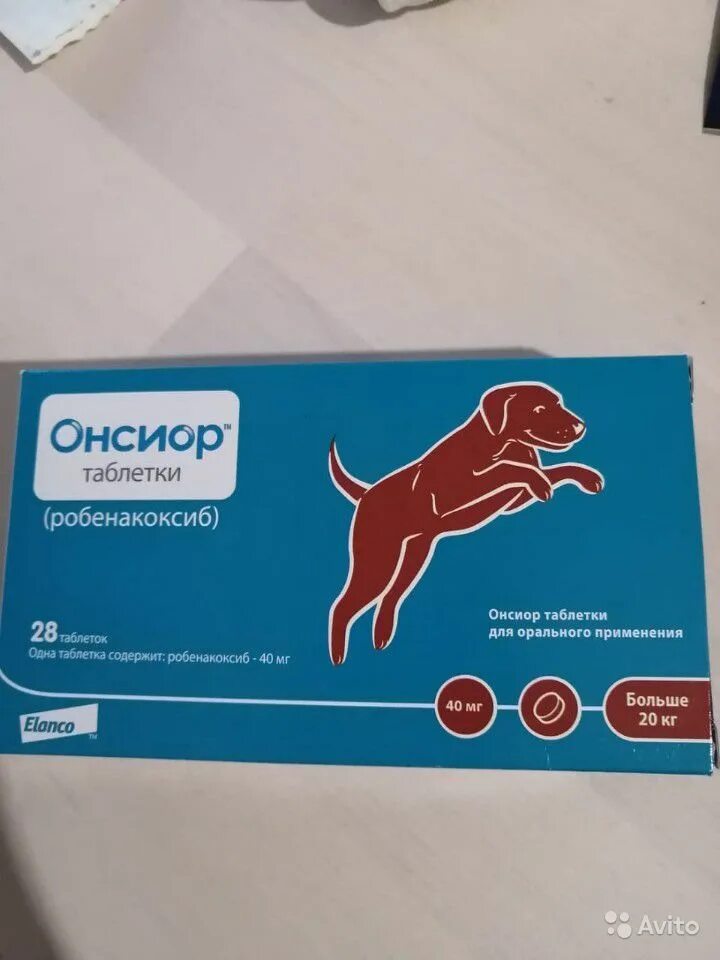 Онсиор™
таблетки
(робенакоксиб)
28 таблеток
Одна таблетка содержит: робенакоксиб - 40 мг
Онсиор таблетки
для орального применения
40 мг
Больше
20 кг
Elanco™
Avito